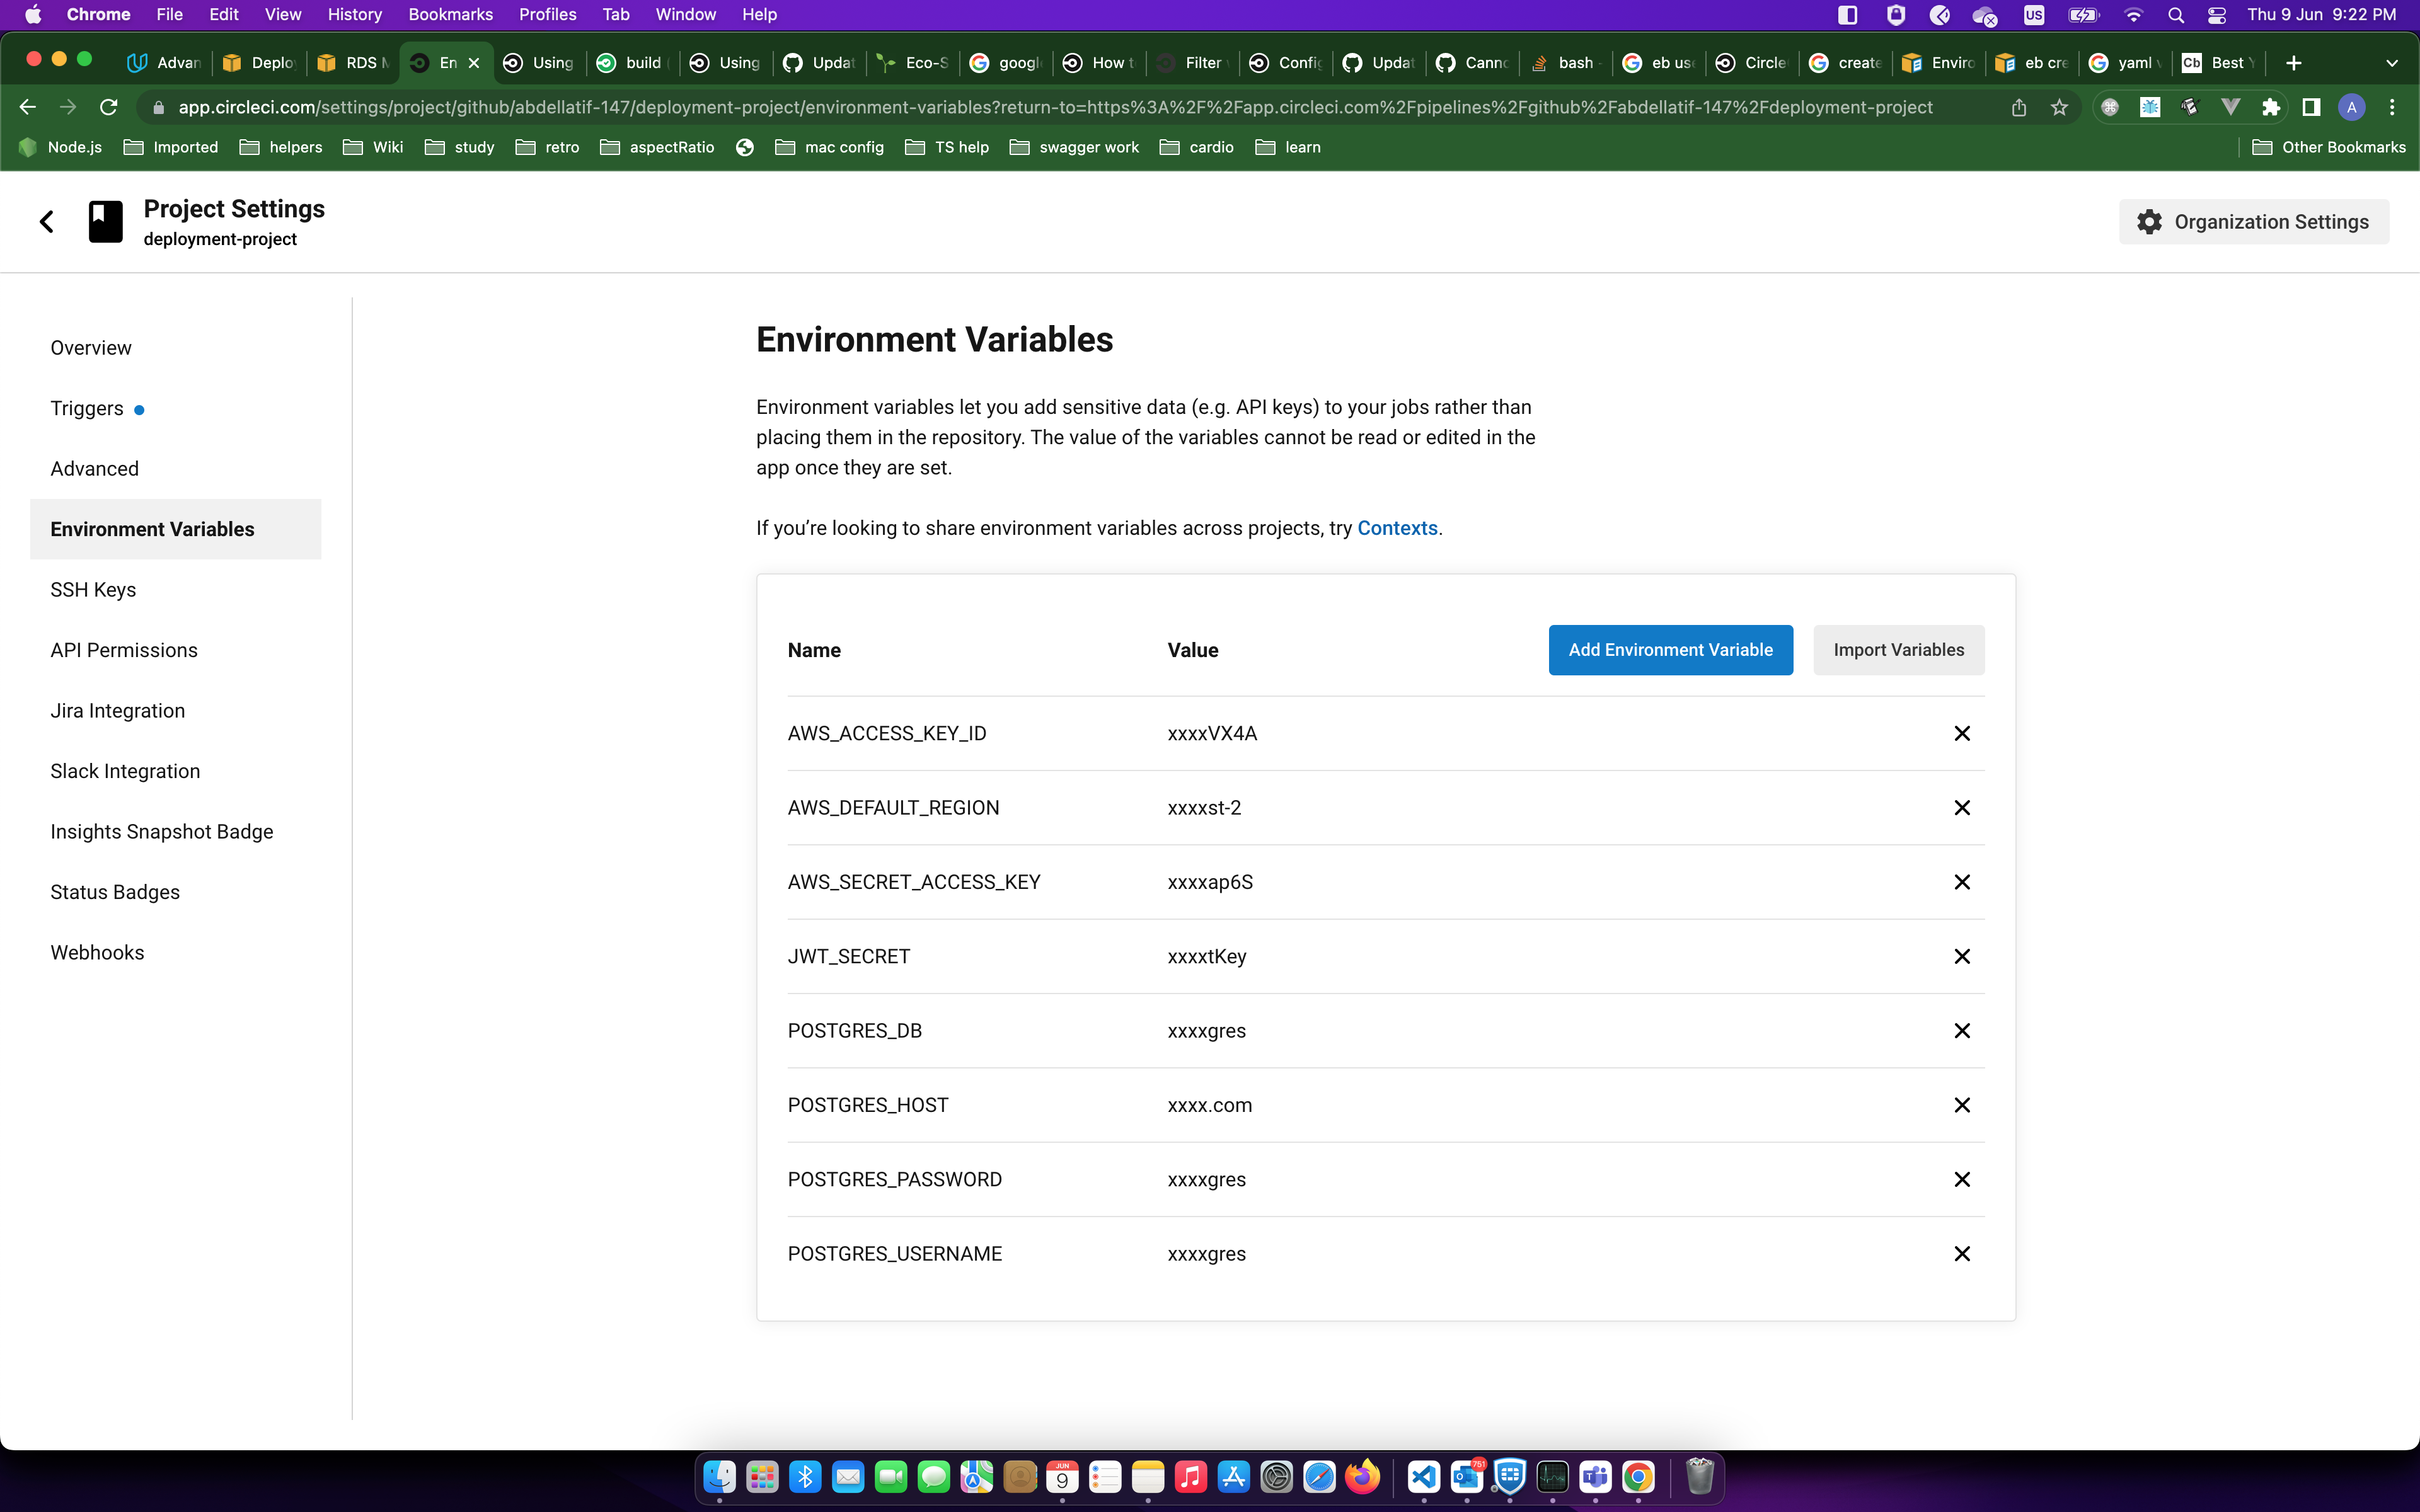 Chrome File Edit View History Bookmarks Profiles Tab Window Help US Thu 9 Jun 9:22 PM
Advan Deplo RDS M En Using build Using Updat Eco-S googl How t Filter Config Updat Canno bash - eb us Circle create Enviro eb cre yaml v Cb Best Y
app.circleci.com/settings/project/github/abdellatif-147/deployment-project/environment-variables?return-to=https%3A%2F%2Fapp.circleci.com%2Fpipelines%2Fgithub%2Fabdellatif-147%2Fdeployment-project A
Node.js Imported helpers Wiki study retro aspectRatio mac config TS help swagger work cardio learn Other Bookmarks
Project Settings
deployment-project
Organization Settings
Overview
Triggers
Advanced
Environment Variables
SSH Keys
API Permissions
Jira Integration
Slack Integration
Insights Snapshot Badge
Status Badges
Webhooks
Environment Variables
Environment variables let you add sensitive data (e.g. API keys) to your jobs rather than
placing them in the repository. The value of the variables cannot be read or edited in the
app once they are set.
If you’re looking to share environment variables across projects, try Contexts.
Name Value Add Environment Variable Import Variables
AWS_ACCESS_KEY_ID xxxxVX4A
AWS_DEFAULT_REGION xxxxst-2
AWS_SECRET_ACCESS_KEY xxxxap6S
JWT_SECRET xxxxtKey
POSTGRES_DB xxxxgres
POSTGRES_HOST xxxx.com
POSTGRES_PASSWORD xxxxgres
POSTGRES_USERNAME xxxxgres
JUN
9
751